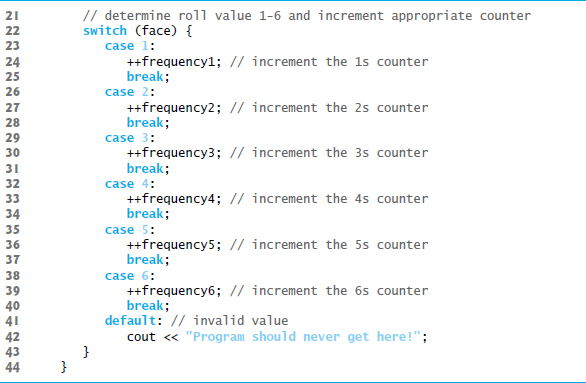 21 // determine roll value 1-6 and increment appropriate counter
22 switch (face) {
23 case 1:
24 ++frequency1; // increment the 1s counter
25 break;
26 case 2:
27 ++frequency2; // increment the 2s counter
28 break;
29 case 3:
30 ++frequency3; // increment the 3s counter
31 break;
32 case 4:
33 ++frequency4; // increment the 4s counter
34 break;
35 case 5:
36 ++frequency5; // increment the 5s counter
37 break;
38 case 6:
39 ++frequency6; // increment the 6s counter
40 break;
41 default: // invalid value
42 cout << "Program should never get here!";
43 }
44 }